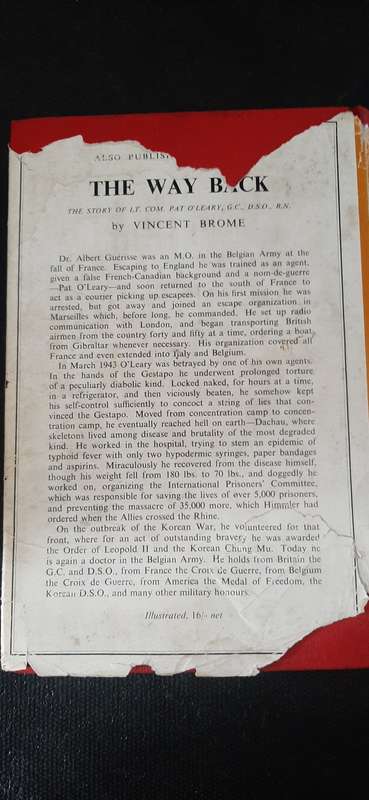 ALSO PUBLIS
THE WAY BACK
THE STORY OF LT. COM. PAT O'LEARY, G.C., D.S.O., R.N.
by VINCENT BROME
Dr. Albert Guérisse was an M.O. in the Belgian Army at the
fall of France. Escaping to England he was trained as an agent,
given a false French-Canadian background and a nom-de-guerre
—Pat O'Leary—and soon returned to the south of France to
act as a courier picking up escapees. On his first mission he was
arrested, but got away and joined an escape organization in
Marseilles which, before long, he commanded. He set up radio
communication with London, and began transporting British
airmen from the country forty and fifty at a time, ordering a boat
from Gibraltar whenever necessary. His organization covered all
France and even extended into Italy and Belgium.
In March 1943 O'Leary was betrayed by one of his own agents.
In the hands of the Gestapo he underwent prolonged torture
of a peculiarly diabolic kind. Locked naked, for hours at a time,
in a refrigerator, and then viciously beaten, he somehow kept
his self-control sufficiently to concoct a string of lies that con-
vinced the Gestapo. Moved from concentration camp to concen-
tration camp, he eventually reached hell on earth—Dachau, where
skeletons lived among disease and brutality of the most degraded
kind. He worked in the hospital, trying to stem an epidemic of
typhoid fever with only two hypodermic syringes, paper bandages
and aspirins. Miraculously he recovered from the disease himself,
though his weight fell from 180 lbs. to 70 lbs., and doggedly he
worked on, organizing the International Prisoners' Committee,
which was responsible for saving the lives of over 5,000 prisoners,
and preventing the massacre of 35,000 more, which Himmler had
ordered when the Allies crossed the Rhine.
On the outbreak of the Korean War, he volunteered for that
front, where for an act of outstanding bravery he was awarded
the Order of Leopold II and the Korean Chung Mu. Today he
is again a doctor in the Belgian Army. He holds from Britain the
G.C. and D.S.O., from France the Croix de Guerre, from Belgium
the Croix de Guerre, from America the Medal of Freedom, the
Korean D.S.O., and many other military honours.
Illustrated, 16/- net